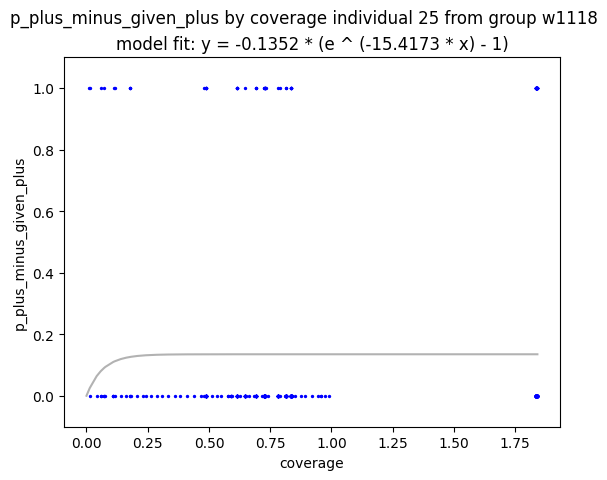 p_plus_minus_given_plus by coverage individual 25 from group w1118
model fit: y = -0.1352 * (e ^ (-15.4173 * x) - 1)
1.0
0.8
0.6
0.4
0.2
0.0
p_plus_minus_given_plus
0.00 0.25 0.50 0.75 1.00 1.25 1.50 1.75
coverage